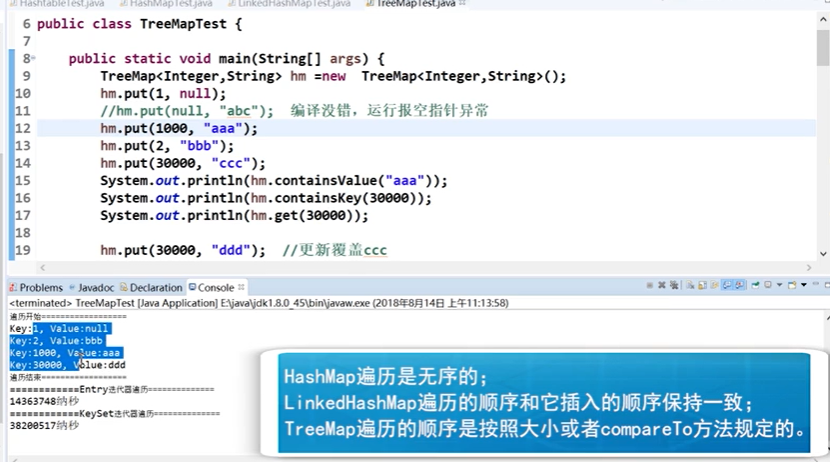 HashtableTest.java HashMapTest.java LinkedHashMapTest.java TreeMapTest.java
6 public class TreeMapTest {
7
8 public static void main(String[] args) {
9 TreeMap<Integer,String> hm =new TreeMap<Integer,String>();
10 hm.put(1, null);
11 //hm.put(null, "abc"); 编译没错，运行报空指针异常
12 hm.put(1000, "aaa");
13 hm.put(2, "bbb");
14 hm.put(30000, "ccc");
15 System.out.println(hm.containsValue("aaa"));
16 System.out.println(hm.containsKey(30000));
17 System.out.println(hm.get(30000));
18
19 hm.put(30000, "ddd"); //更新覆盖ccc
Problems Javadoc Declaration Console
<terminated> TreeMapTest [Java Application] E:\java\jdk1.8.0_45\bin\javaw.exe (2018年8月14日 上午11:13:58)
遍历开始==================
Key:1, Value:null
Key:2, Value:bbb
Key:1000, Value:aaa
Key:30000, Value:ddd
遍历结束==================
============Entry迭代器遍历==============
14363748纳秒
============KeySet迭代器遍历==============
38200517纳秒
HashMap遍历是无序的；
LinkedHashMap遍历的顺序和它插入的顺序保持一致；
TreeMap遍历的顺序是按照大小或者compareTo方法规定的。